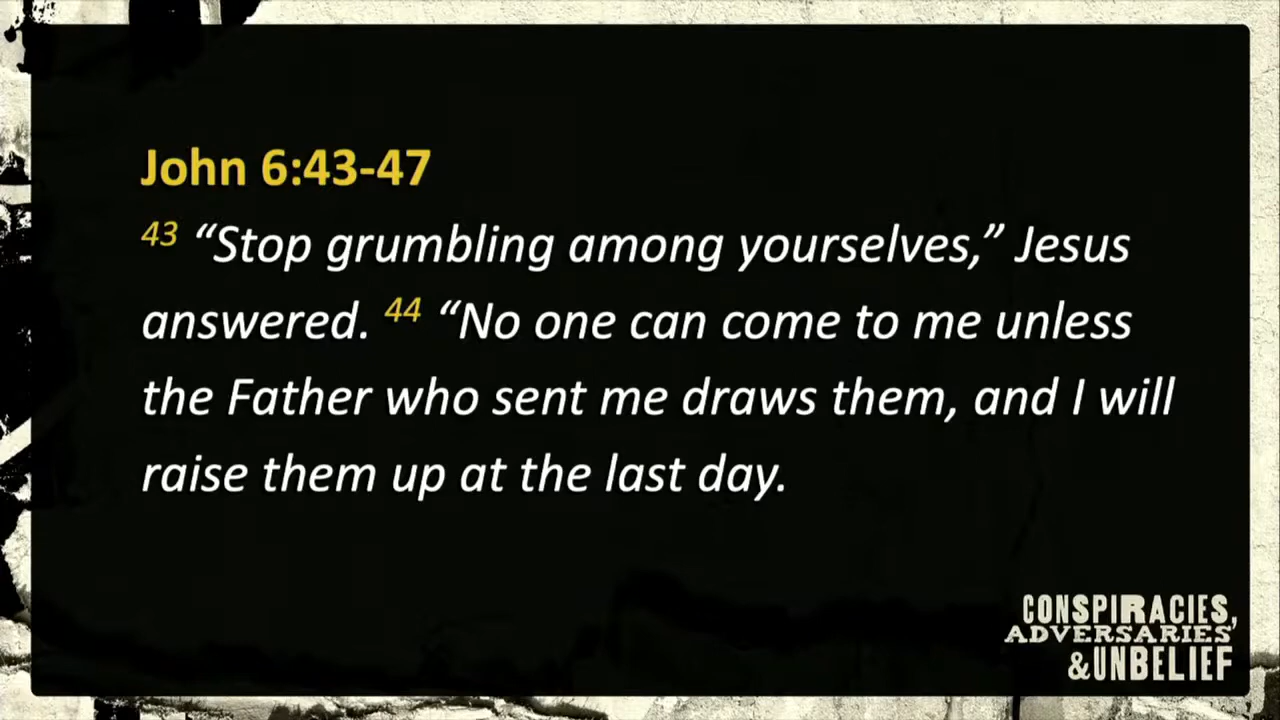 John 6:43-47
43 “Stop grumbling among yourselves,” Jesus
answered. 44 “No one can come to me unless
the Father who sent me draws them, and I will
raise them up at the last day.
CONSPIRACIES,
ADVERSARIES
&UNBELIEF